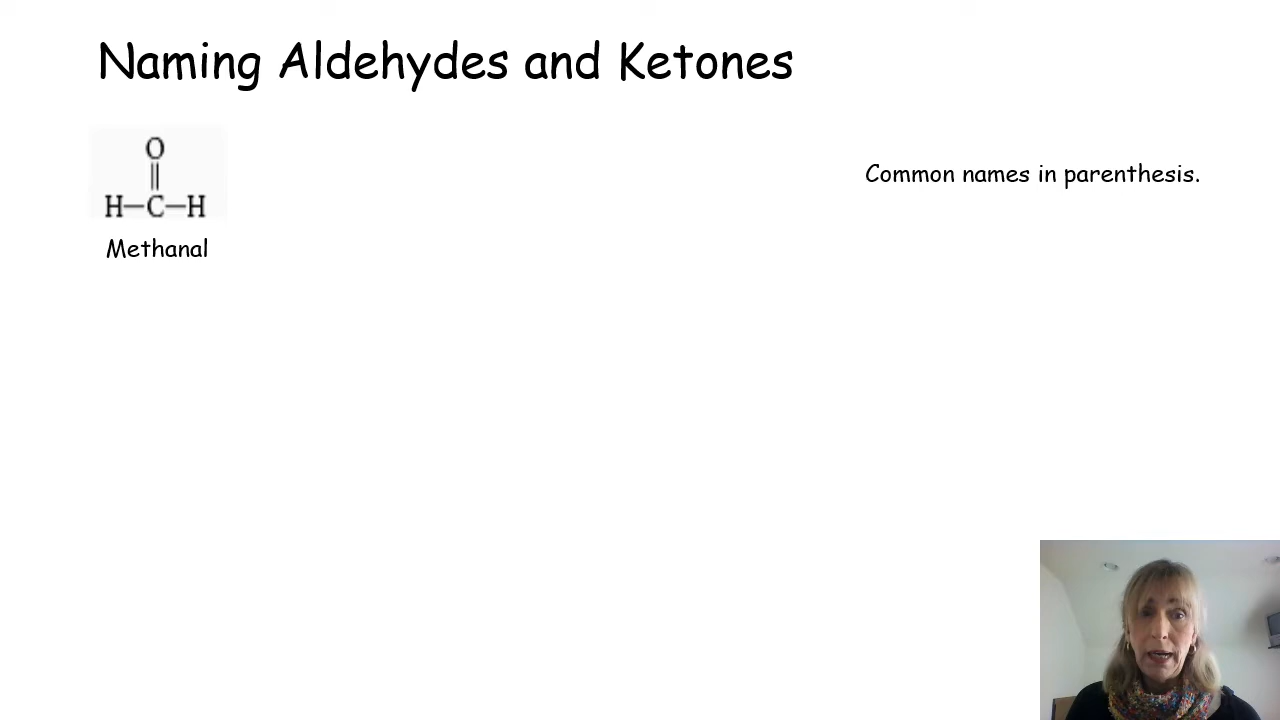 Naming Aldehydes and Ketones
O
H—C—H
Methanal
Common names in parenthesis.